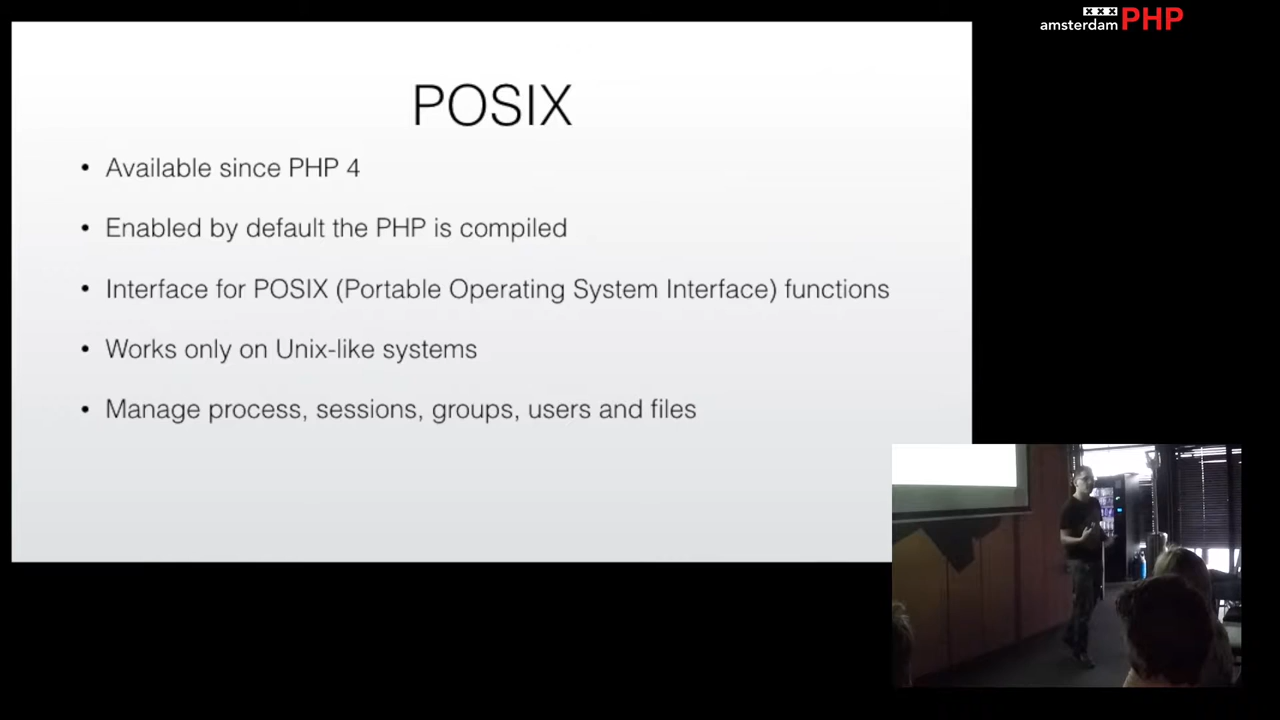 amsterdamPHP
POSIX
• Available since PHP 4
• Enabled by default the PHP is compiled
• Interface for POSIX (Portable Operating System Interface) functions
• Works only on Unix-like systems
• Manage process, sessions, groups, users and files